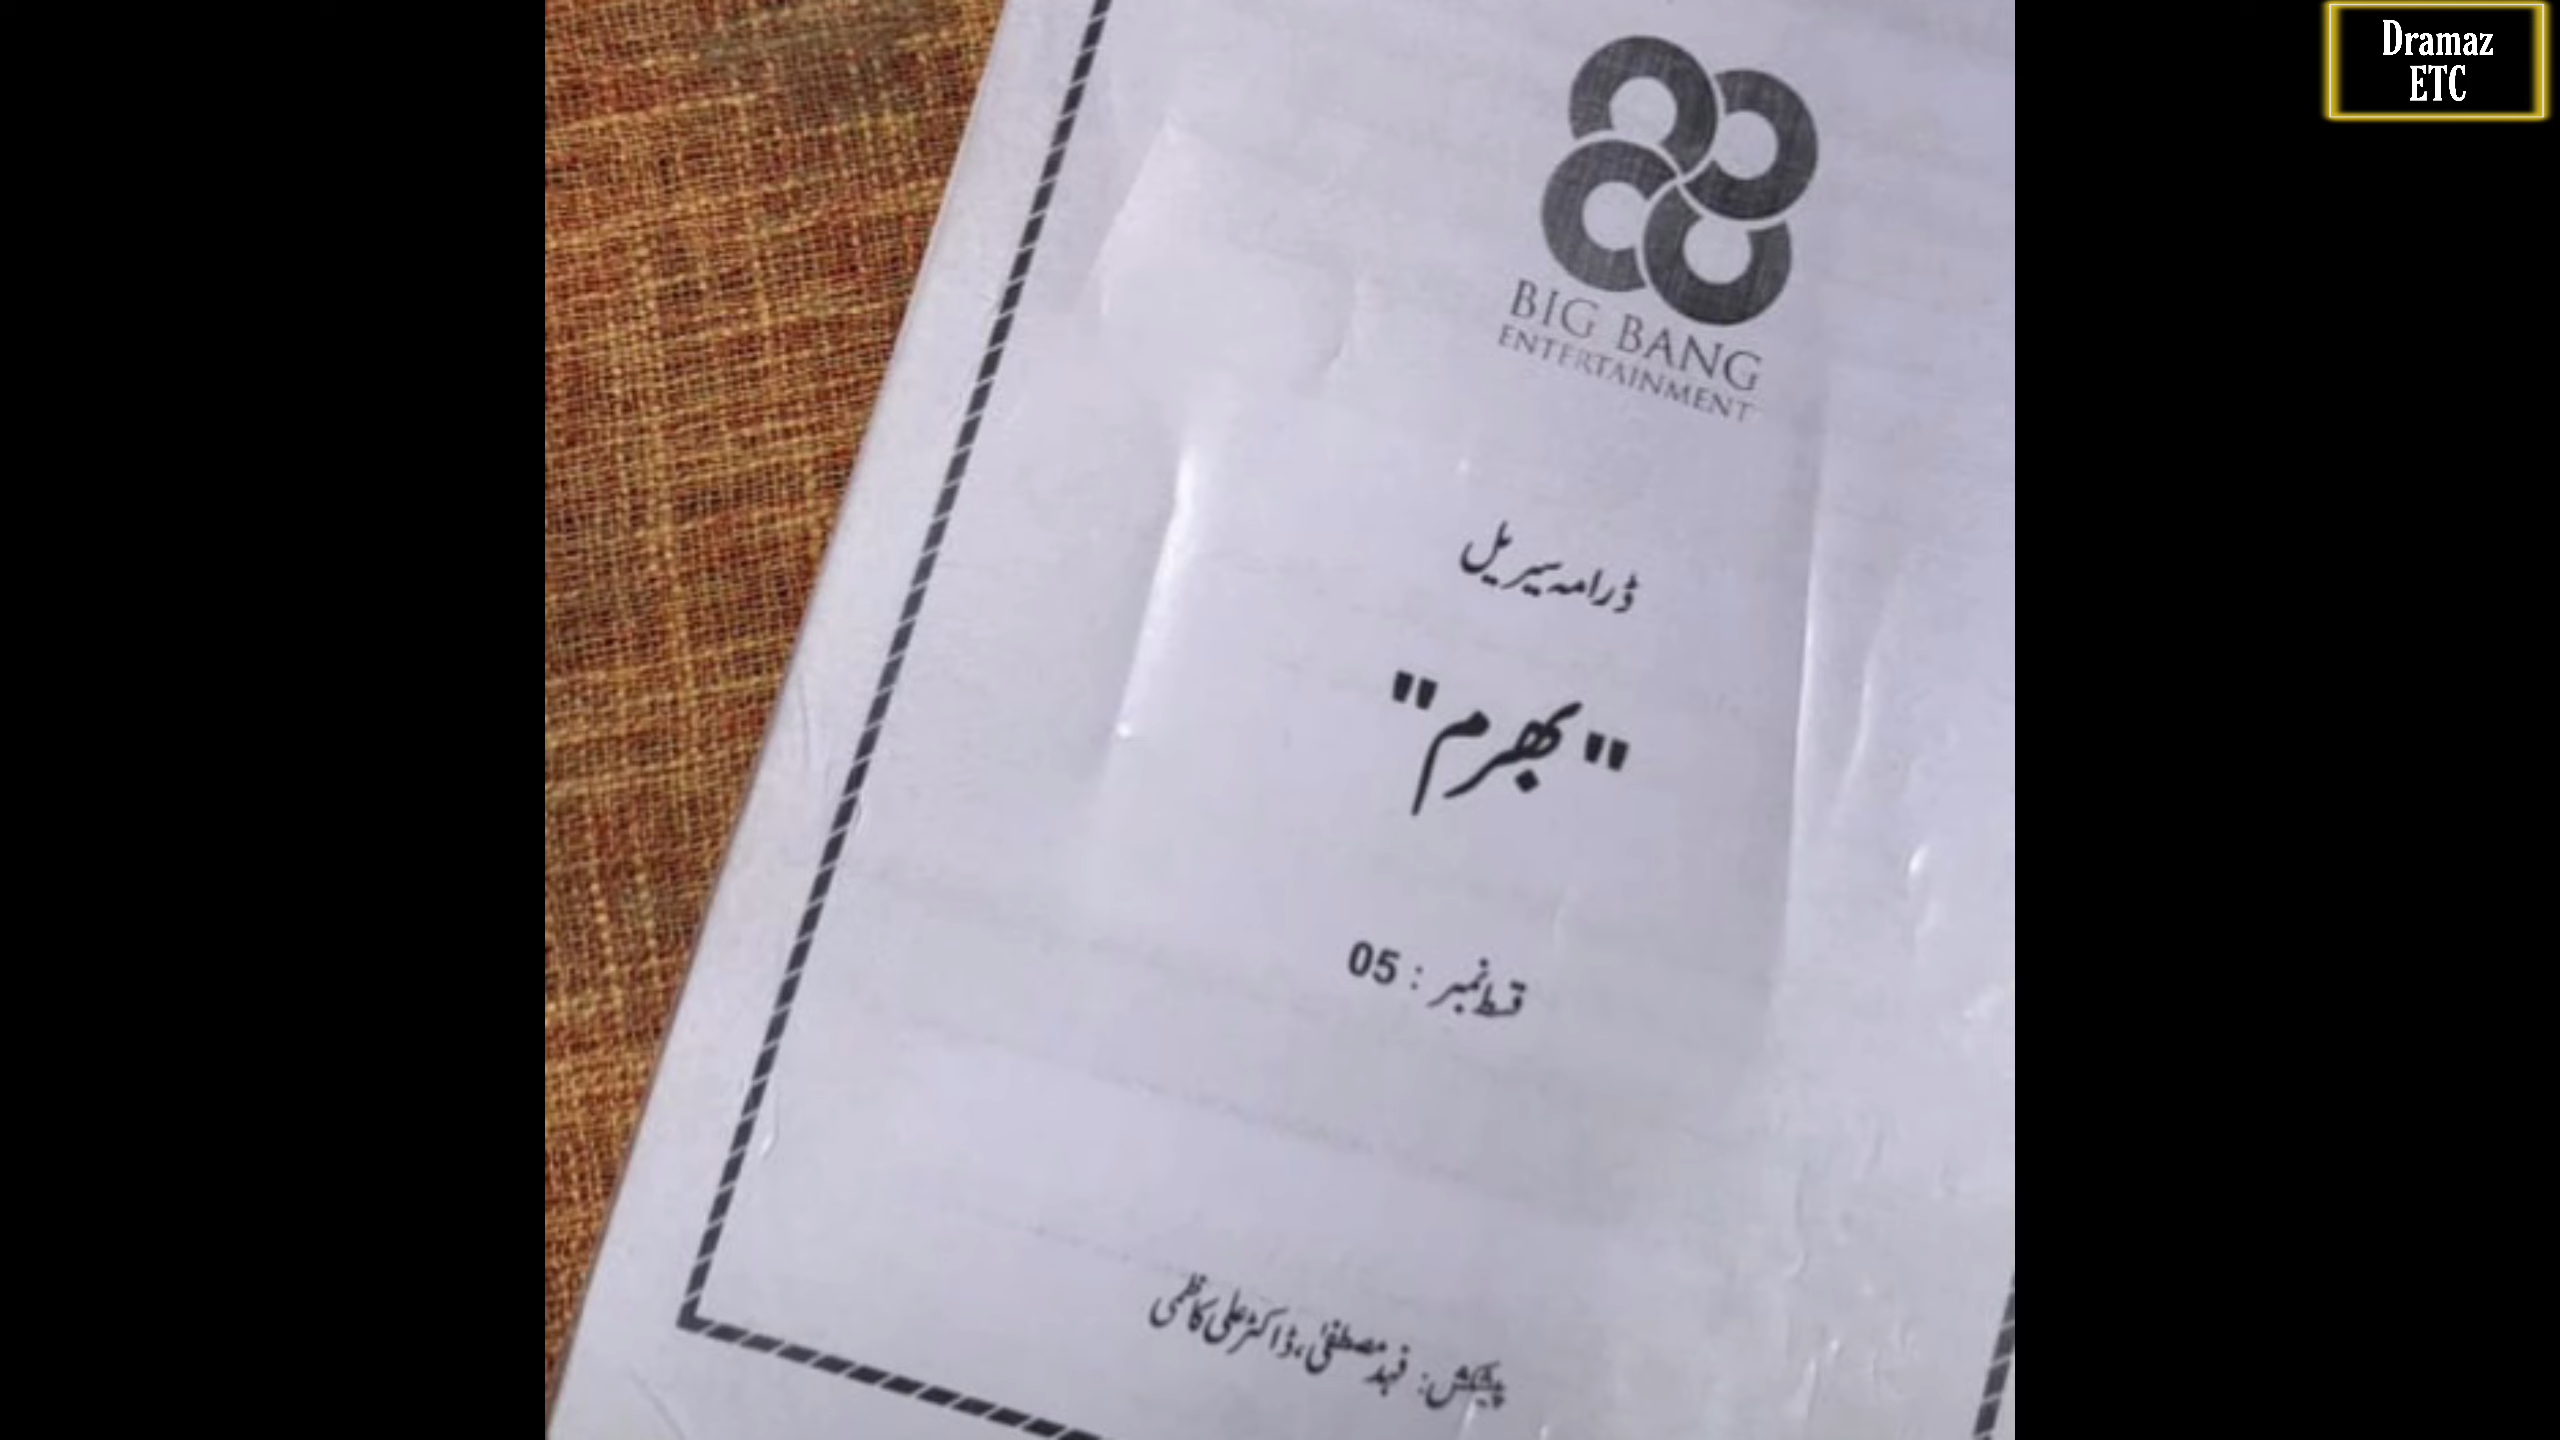 BIG BANG
ENTERTAINMENT
ڈرامہ سیریل
"بھرم"
قسط نمبر : 05
پیشکش: فہد مصطفیٰ، ڈاکٹر علی کاظمی
Dramaz
ETC